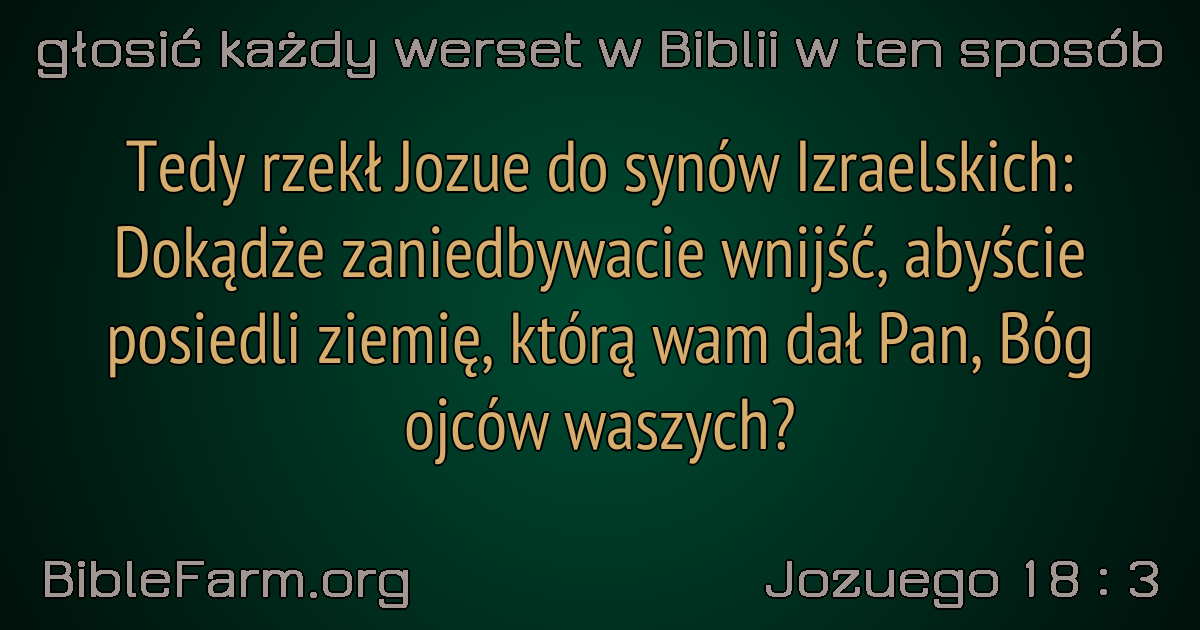 głosić każdy werset w Biblii w ten sposób
Tedy rzekł Jozue do synów Izraelskich:
Dokądże zaniedbywacie wnijść, abyście
posiedli ziemię, którą wam dał Pan, Bóg
ojców waszych?
BibleFarm.org
Jozuego 18 : 3